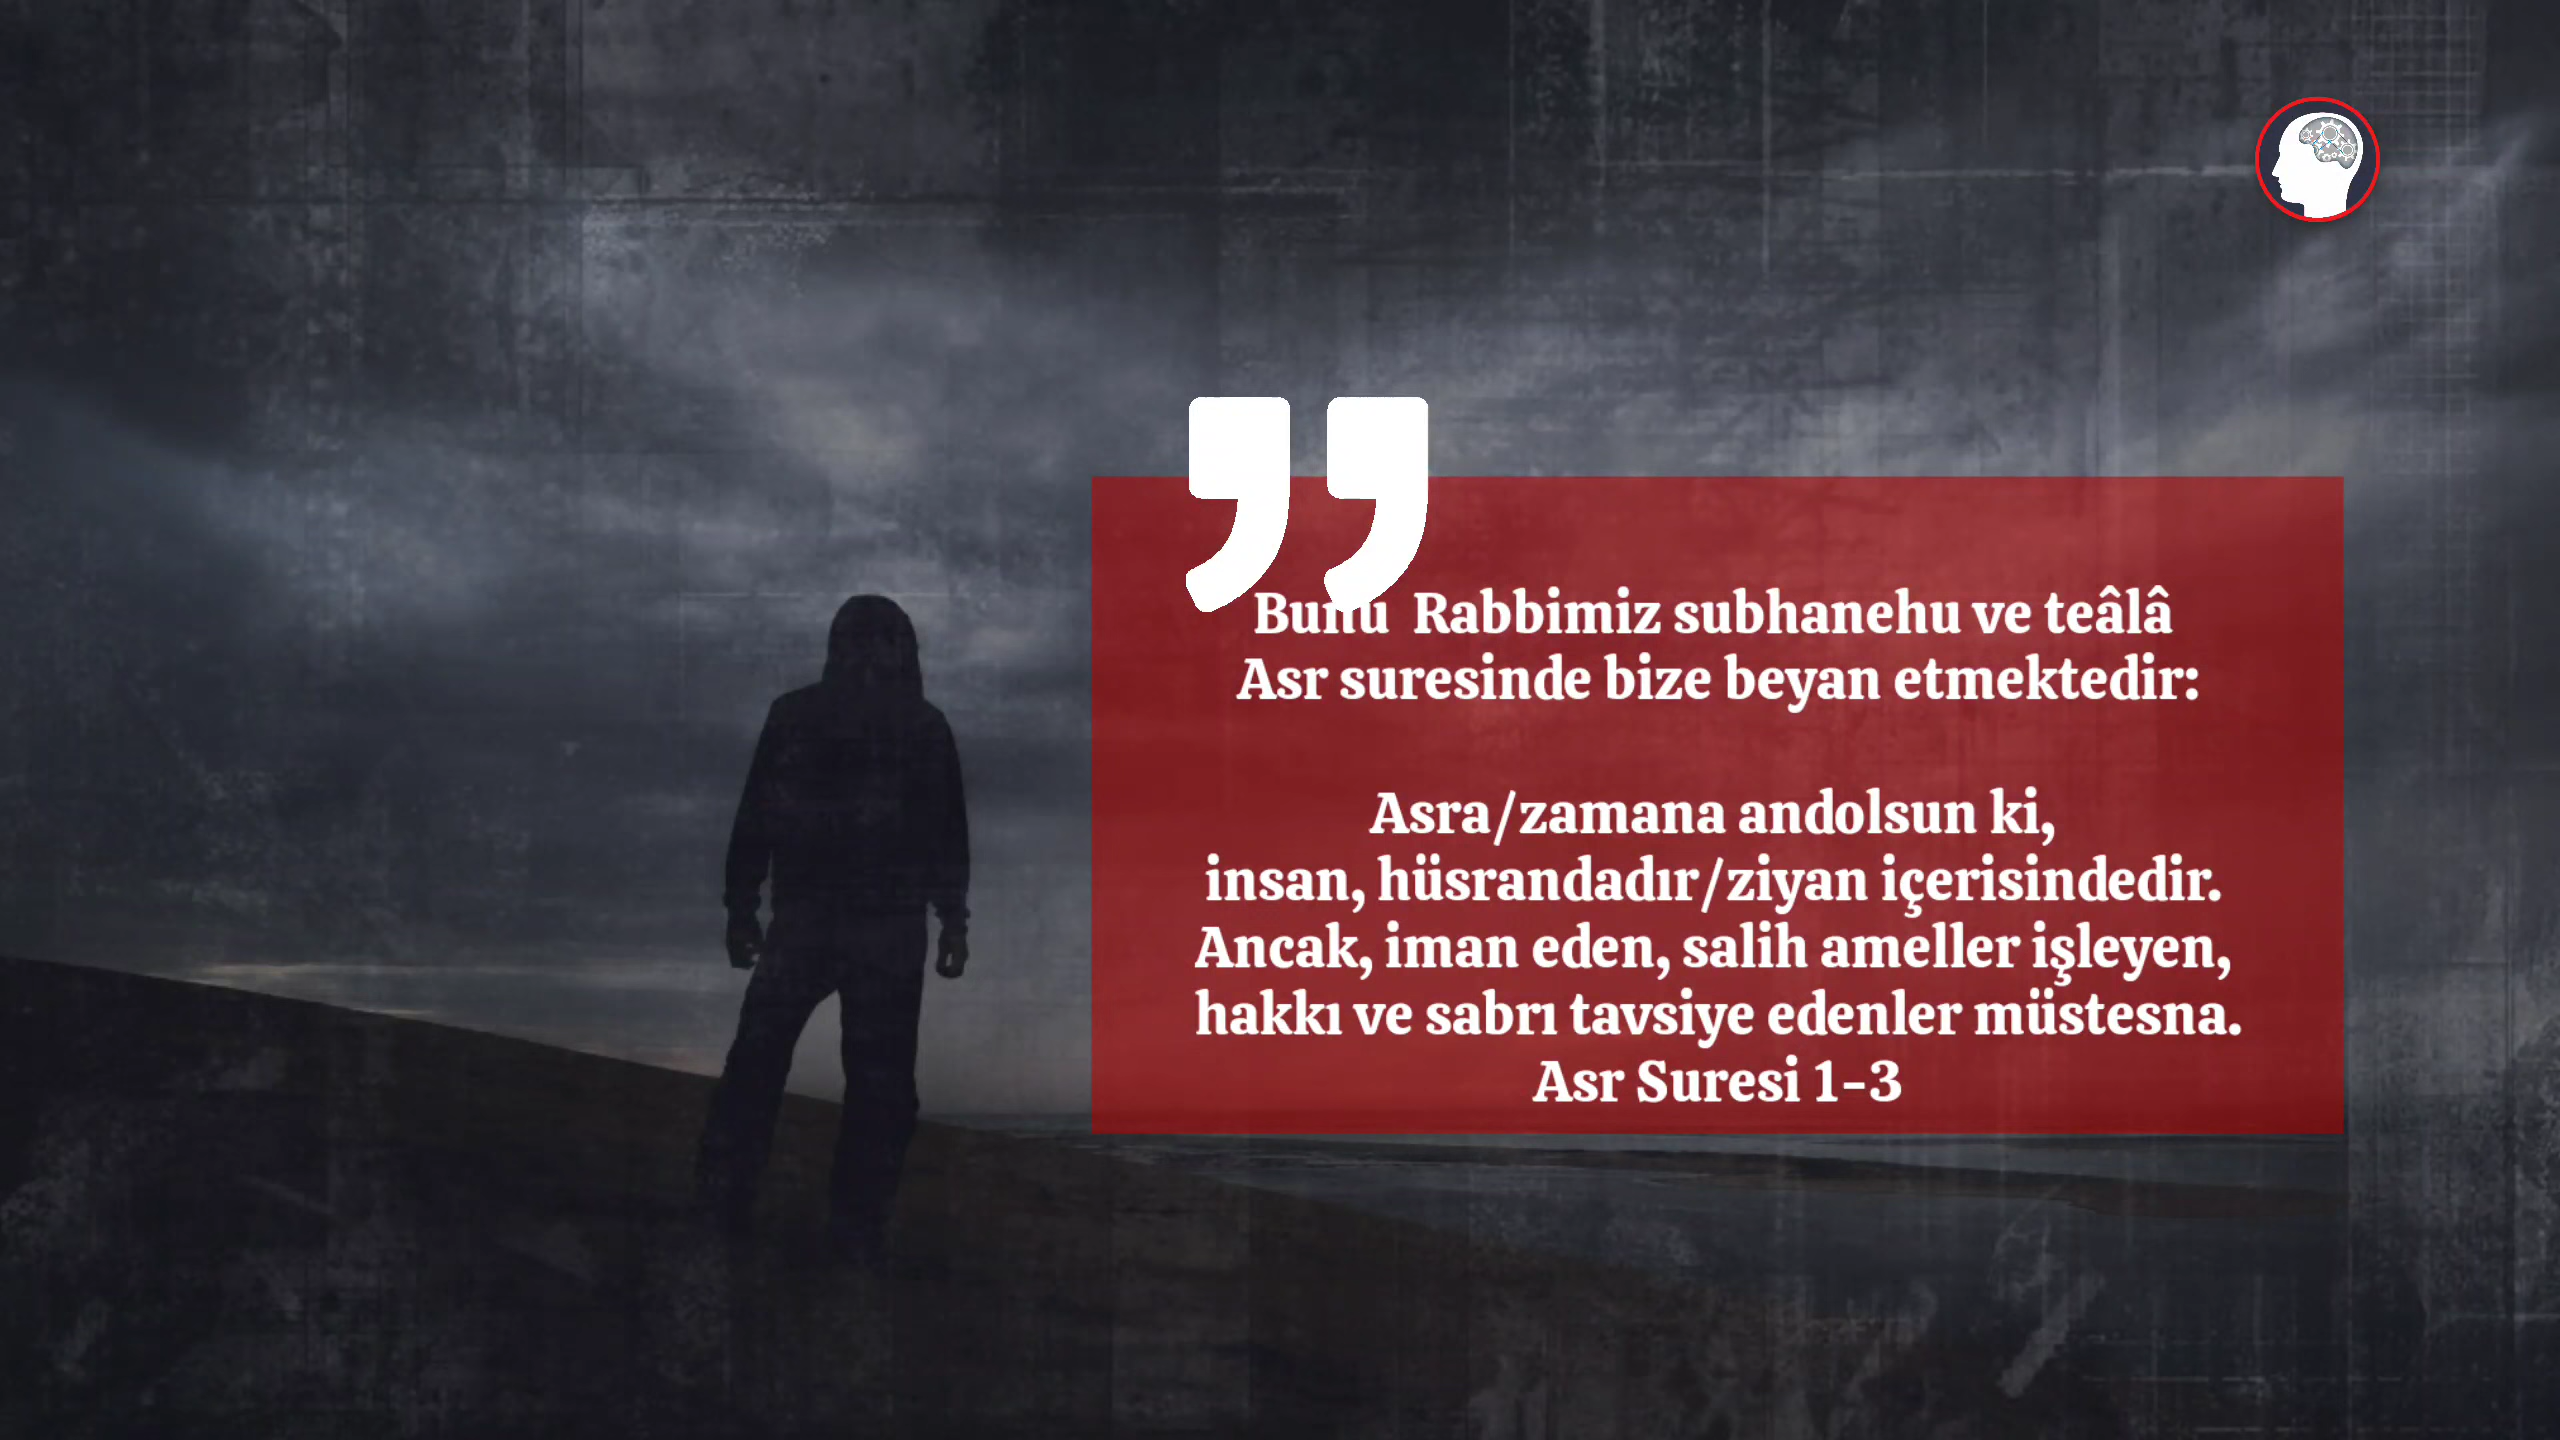 Bunu Rabbimiz subhanehu ve teâlâ
Asr suresinde bize beyan etmektedir:
Asra/zamana andolsun ki,
insan, hüsrandadır/ziyan içerisindedir.
Ancak, iman eden, salih ameller işleyen,
hakkı ve sabrı tavsiye edenler müstesna.
Asr Suresi 1-3